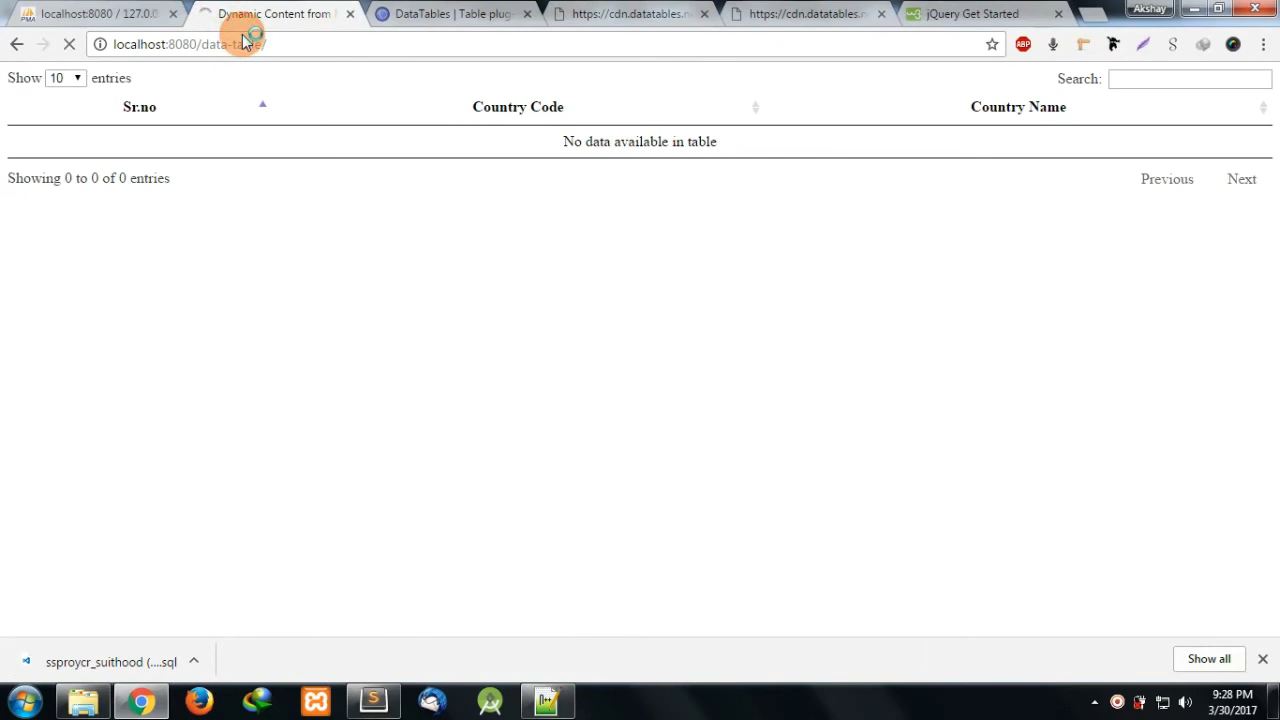 localhost:8080 / 127.0.0
Dynamic Content from
DataTables | Table plug-
https://cdn.datatables.n
https://cdn.datatables.n
jQuery Get Started
Akshay
localhost:8080/data-table/
ABP
Show 10 entries
Search:
Sr.no
Country Code
Country Name
No data available in table
Showing 0 to 0 of 0 entries
Previous
Next
ssproycr_suithood (....sql
Show all
9:28 PM
3/30/2017